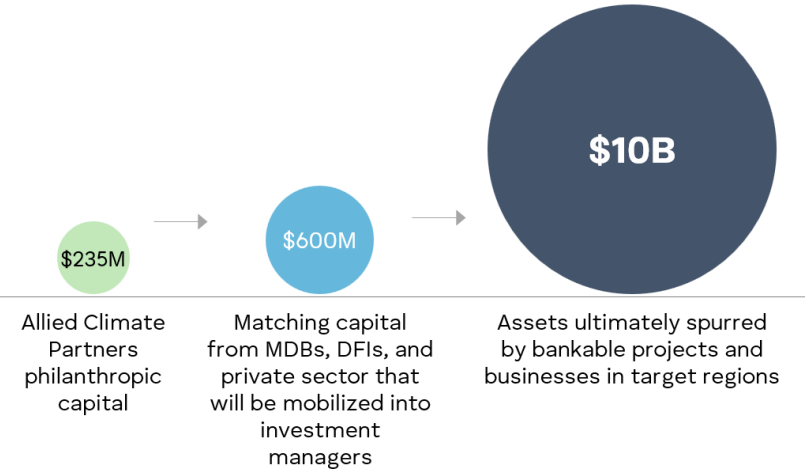 $235M
$600M
$10B
Allied Climate
Partners
philanthropic
capital
Matching capital
from MDBs, DFIs, and
private sector that
will be mobilized into
investment
managers
Assets ultimately spurred
by bankable projects and
businesses in target regions